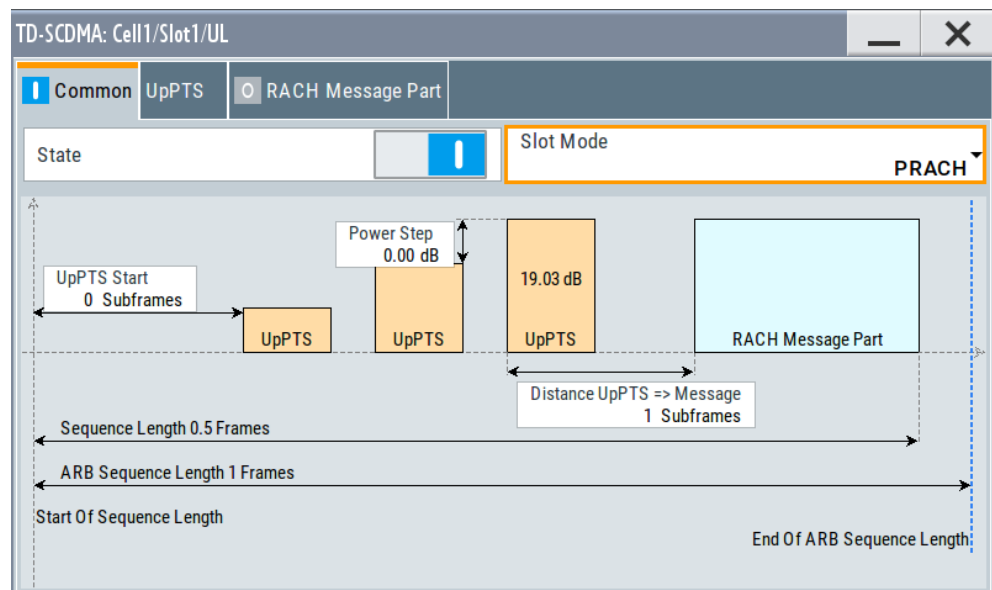 TD-SCDMA: Cell1/Slot1/UL
Common UpPTS O RACH Message Part
State
Slot Mode
PRACH
Power Step
0.00 dB
UpPTS Start
0 Subframes
19.03 dB
UpPTS UpPTS UpPTS RACH Message Part
Distance UpPTS => Message
1 Subframes
Sequence Length 0.5 Frames
ARB Sequence Length 1 Frames
Start Of Sequence Length
End Of ARB Sequence Length